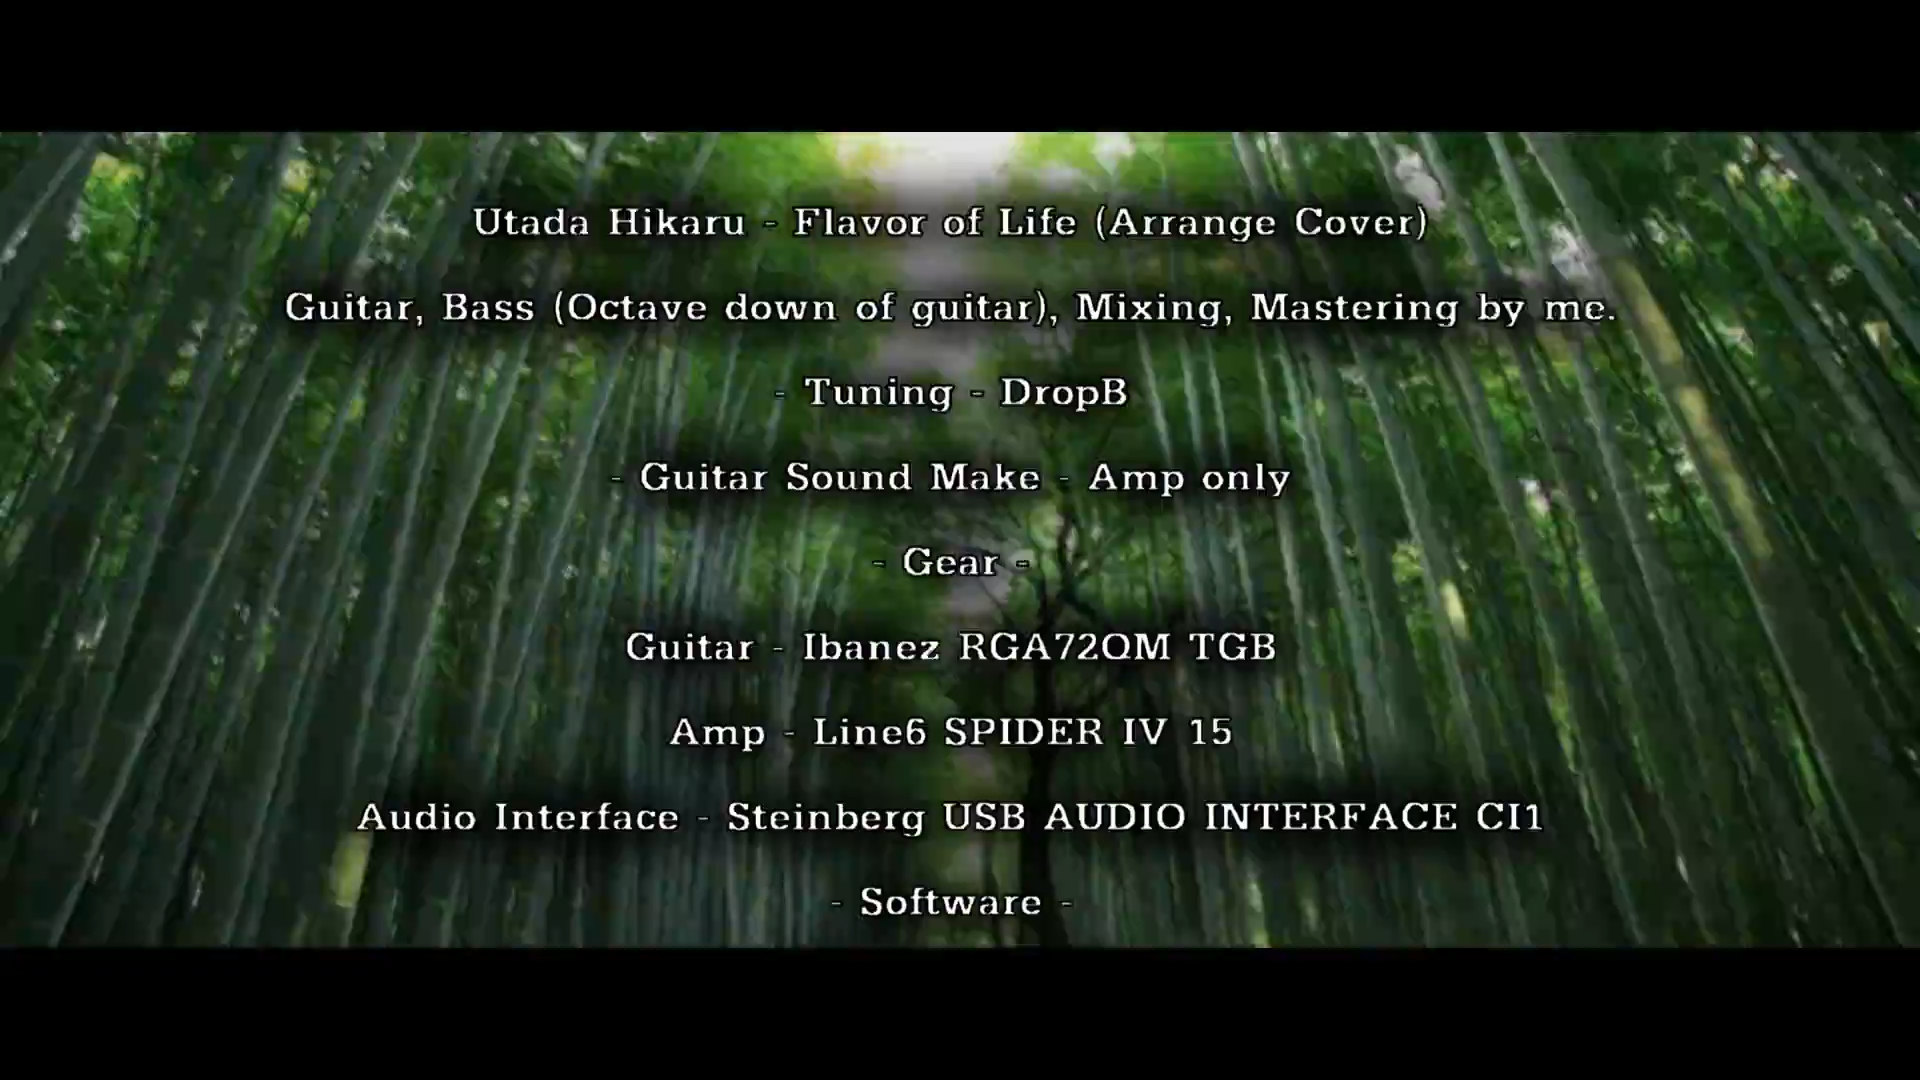 Utada Hikaru - Flavor of Life (Arrange Cover)
Guitar, Bass (Octave down of guitar), Mixing, Mastering by me.
- Tuning - DropB
- Guitar Sound Make - Amp only
- Gear -
Guitar - Ibanez RGA72QM TGB
Amp - Line6 SPIDER IV 15
Audio Interface - Steinberg USB AUDIO INTERFACE CI1
- Software -